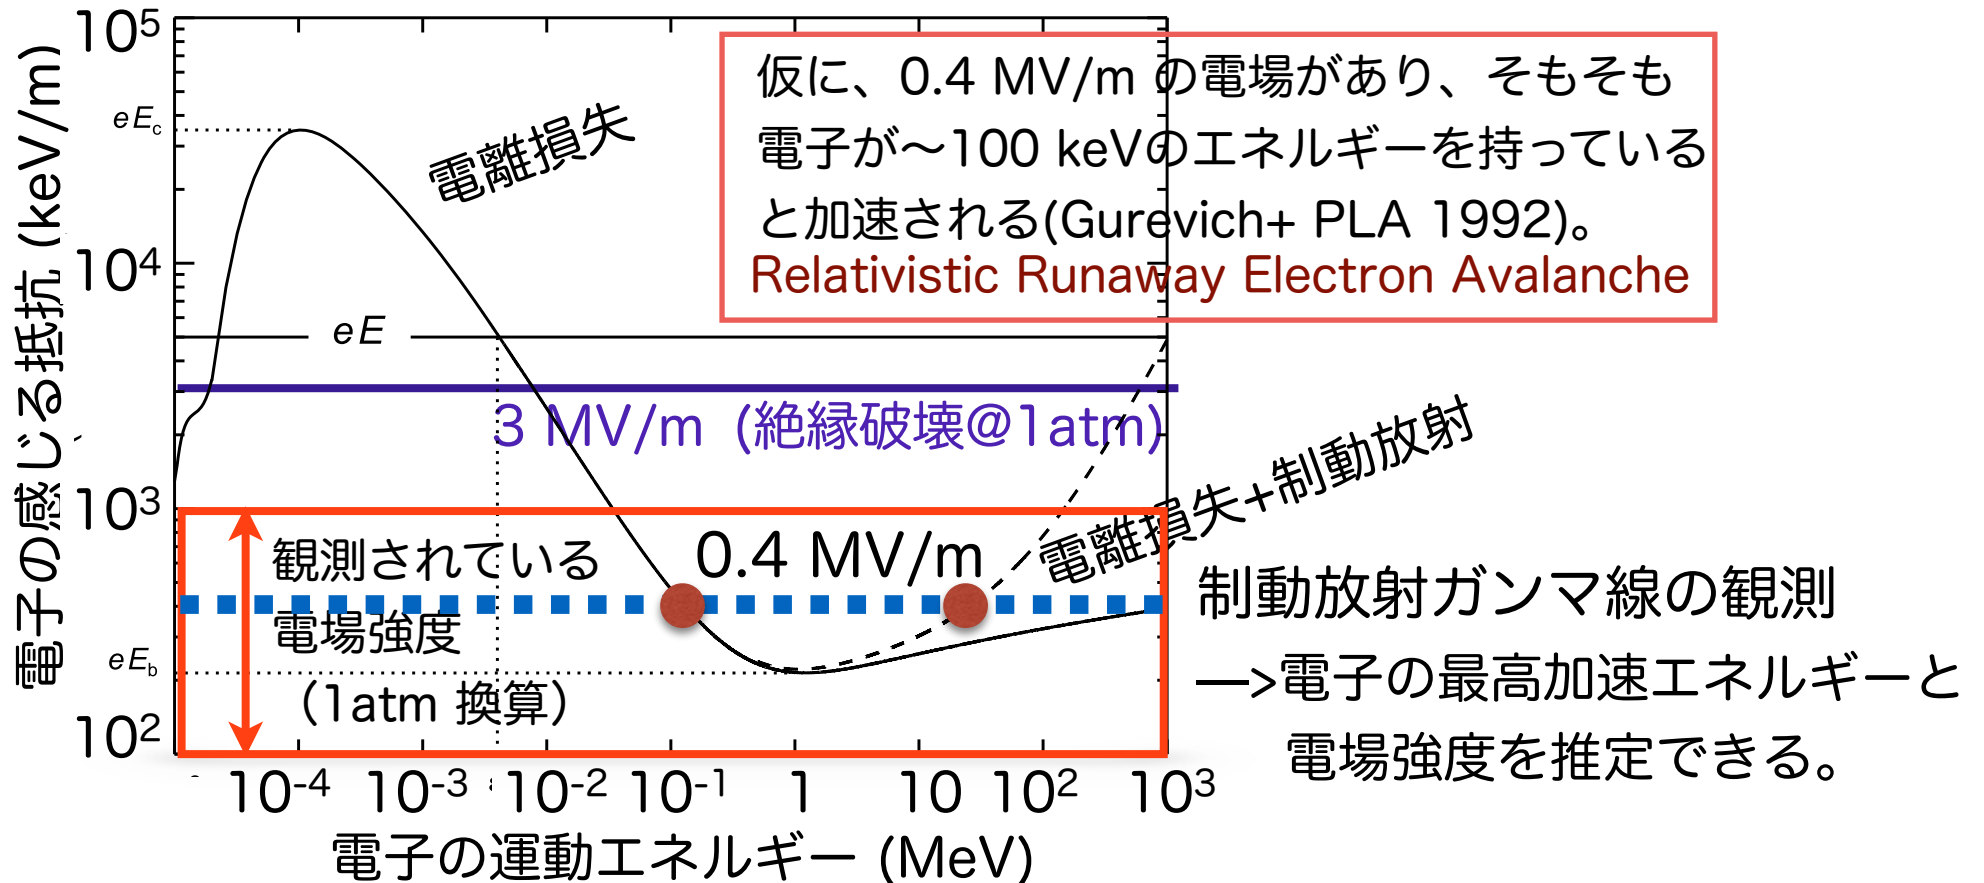 仮に、0.4 MV/m の電場があり、そもそも
電子が〜100 keVのエネルギーを持っている
と加速される(Gurevich+ PLA 1992)。
Relativistic Runaway Electron Avalanche
電子の感じる抵抗 (keV/m)
10⁵
10⁴
10³
10²
eEc
eE
eEb
電離損失
3 MV/m (絶縁破壊@1atm)
電離損失+制動放射
0.4 MV/m
観測されている
電場強度
(1atm 換算)
制動放射ガンマ線の観測
—>電子の最高加速エネルギーと
電場強度を推定できる。
10-4 10-3 10-2 10-1 1 10 10² 10³
電子の運動エネルギー (MeV)